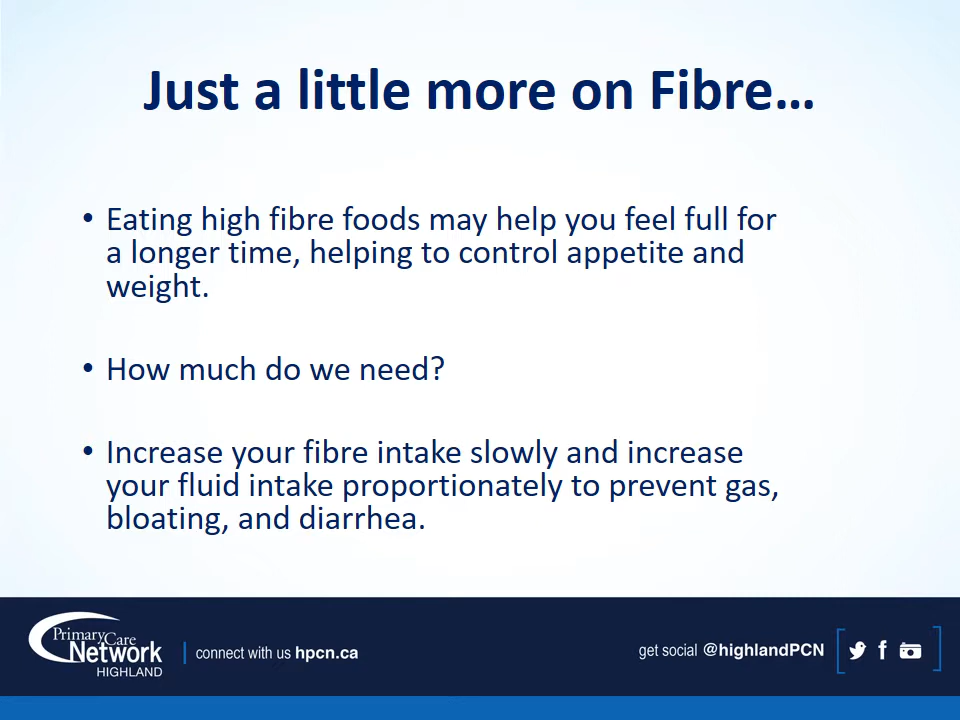 Just a little more on Fibre...
• Eating high fibre foods may help you feel full for
a longer time, helping to control appetite and
weight.
• How much do we need?
• Increase your fibre intake slowly and increase
your fluid intake proportionately to prevent gas,
bloating, and diarrhea.
PrimaryCare
Network
HIGHLAND
connect with us hpcn.ca
get social @highlandPCN